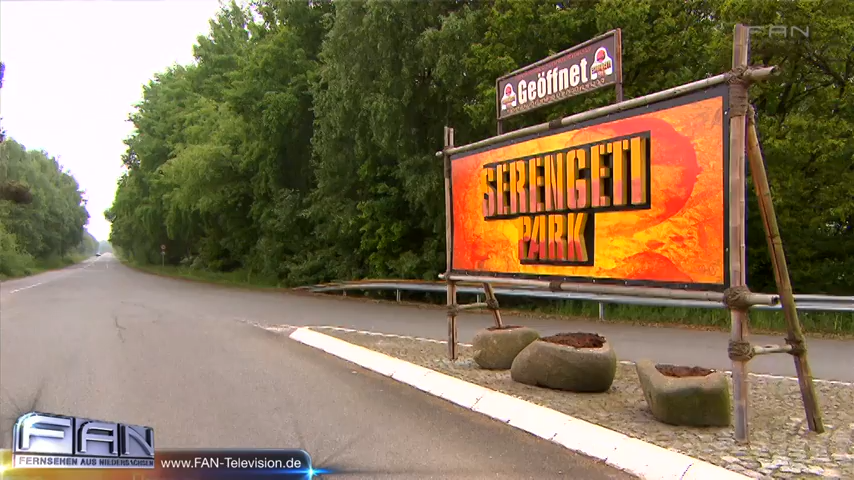 FAN
Geöffnet
SERENGETI
PARK
FAN
FERNSEHEN AUS NIEDERSACHSEN
www.FAN-Television.de